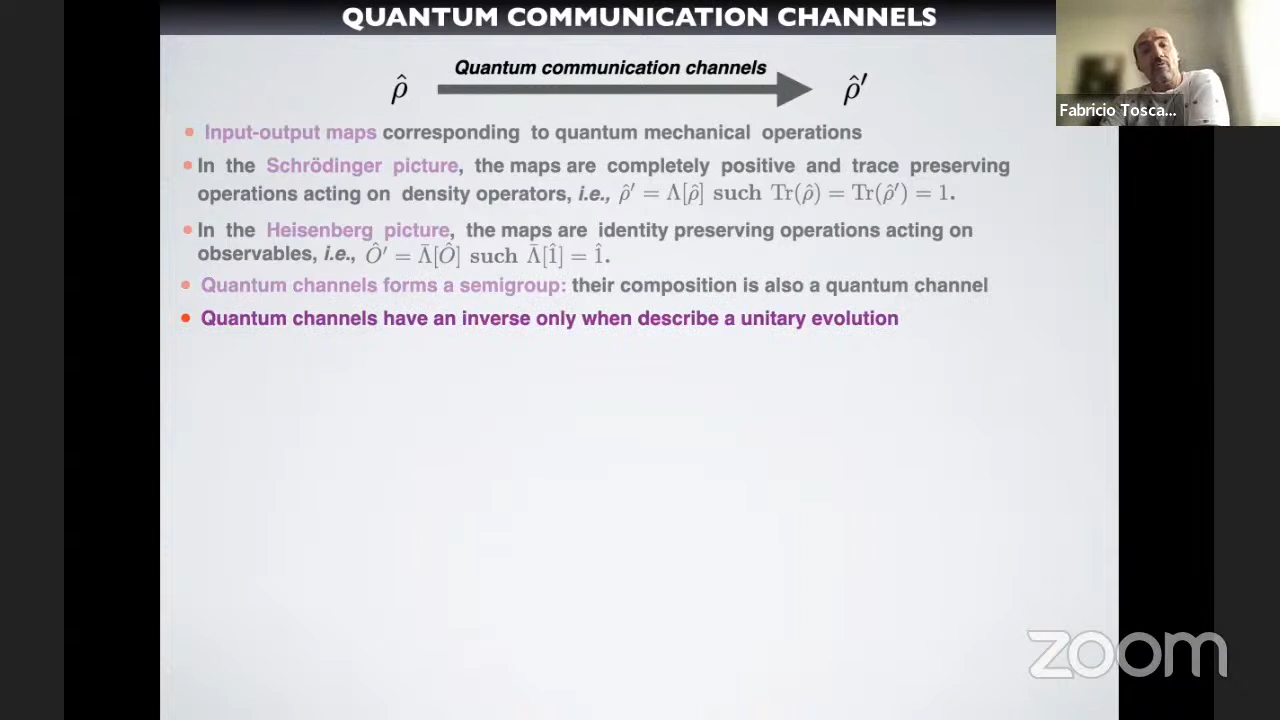 QUANTUM COMMUNICATION CHANNELS
Quantum communication channels
ρ̂ ρ̂′
Fabricio Tosca...
• Input-output maps corresponding to quantum mechanical operations
• In the Schrödinger picture, the maps are completely positive and trace preserving
operations acting on density operators, i.e., ρ̂′ = Λ[ρ̂] such Tr(ρ̂) = Tr(ρ̂′) = 1.
• In the Heisenberg picture, the maps are identity preserving operations acting on
observables, i.e., Ô′ = Λ̄[Ô] such Λ̄[1̂] = 1̂.
• Quantum channels forms a semigroup: their composition is also a quantum channel
• Quantum channels have an inverse only when describe a unitary evolution
zoom